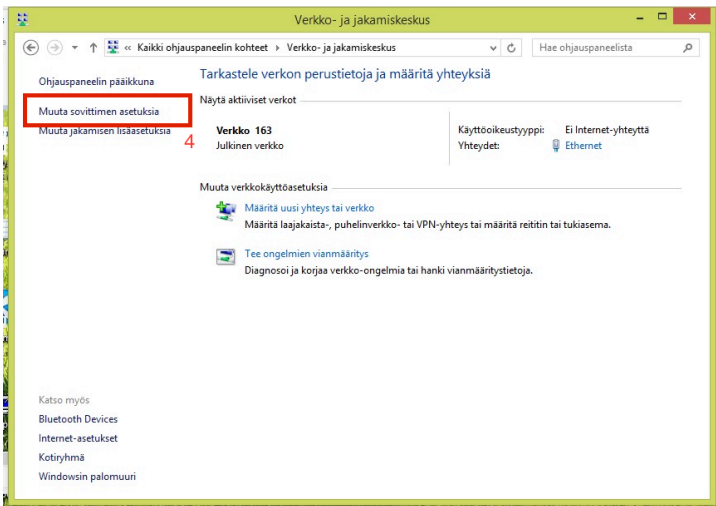 Verkko- ja jakamiskeskus
« Kaikki ohjauspaneelin kohteet ▸ Verkko- ja jakamiskeskus
Hae ohjauspaneelista
Ohjauspaneelin pääikkuna
Muuta sovittimen asetuksia
Muuta jakamisen lisäasetuksia
4
Tarkastele verkon perustietoja ja määritä yhteyksiä
Näytä aktiiviset verkot
Verkko 163
Julkinen verkko
Käyttöoikeustyyppi: Ei Internet-yhteyttä
Yhteydet: Ethernet
Muuta verkkokäyttöasetuksia
Määritä uusi yhteys tai verkko
Määritä laajakaista-, puhelinverkko- tai VPN-yhteys tai määritä reititin tai tukiasema.
Tee ongelmien vianmääritys
Diagnosoi ja korjaa verkko-ongelmia tai hanki vianmääritystietoja.
Katso myös
Bluetooth Devices
Internet-asetukset
Kotiryhmä
Windowsin palomuuri